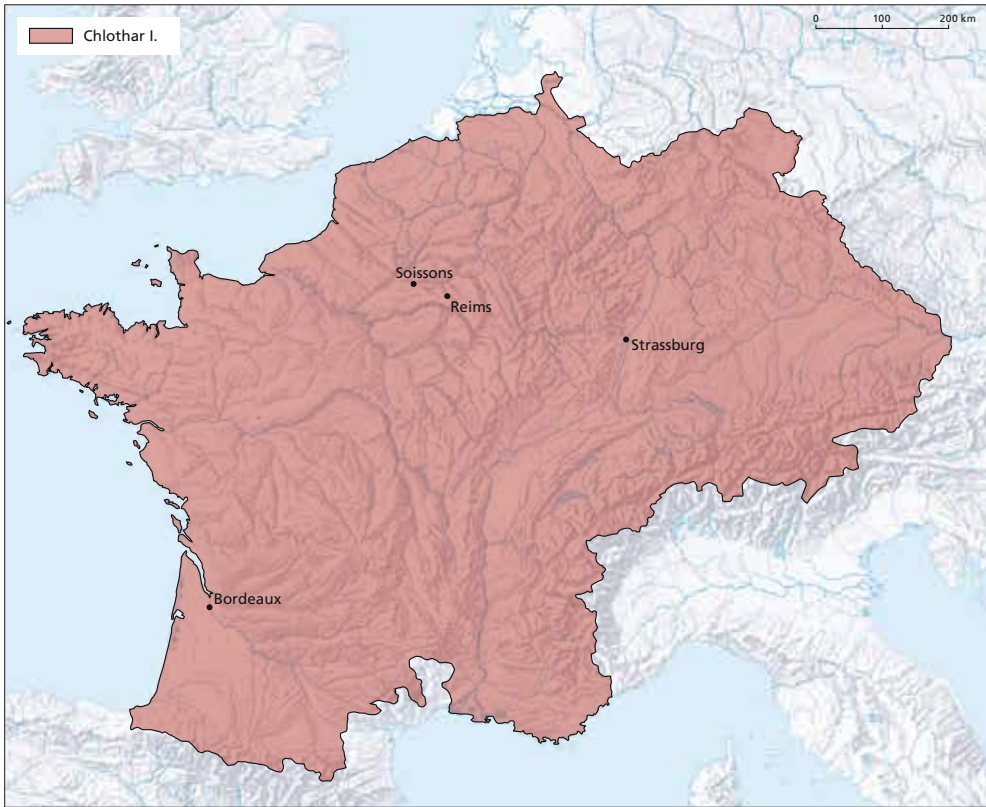 Chlothar I.
0 100 200 km
Soissons
Reims
Strassburg
Bordeaux